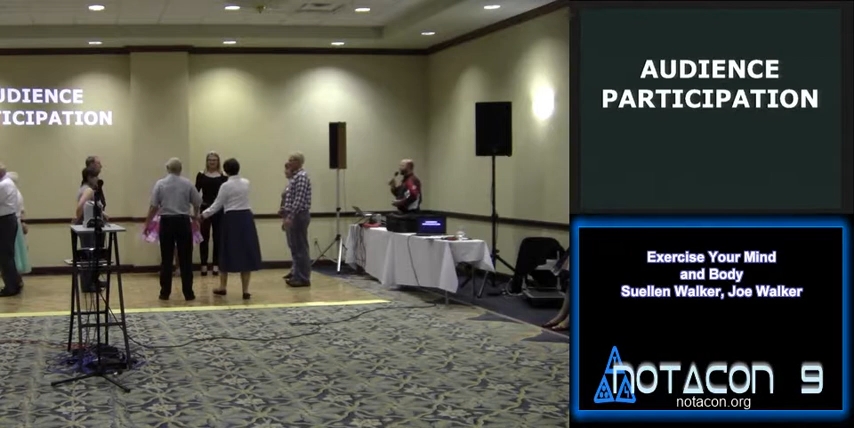 UDIENCE
TICIPATION
AUDIENCE
PARTICIPATION
Exercise Your Mind
and Body
Suellen Walker, Joe Walker
NOTACON 9
notacon.org